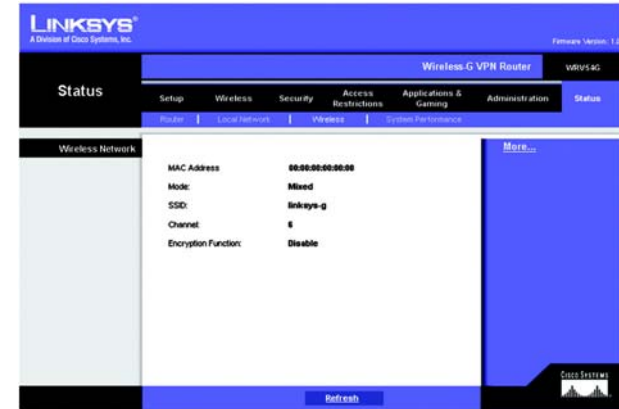 LINKSYS®
A Division of Cisco Systems, Inc.
Firmware Version: 1.0
Wireless-G VPN Router WRV54G
Status
Setup Wireless Security Access Restrictions Applications & Gaming Administration Status
Router | Local Network | Wireless | System Performance
Wireless Network
More...
MAC Address 00:00:00:00:00:00
Mode: Mixed
SSID: linksys-g
Channel: 6
Encryption Function: Disable
CISCO SYSTEMS
Refresh